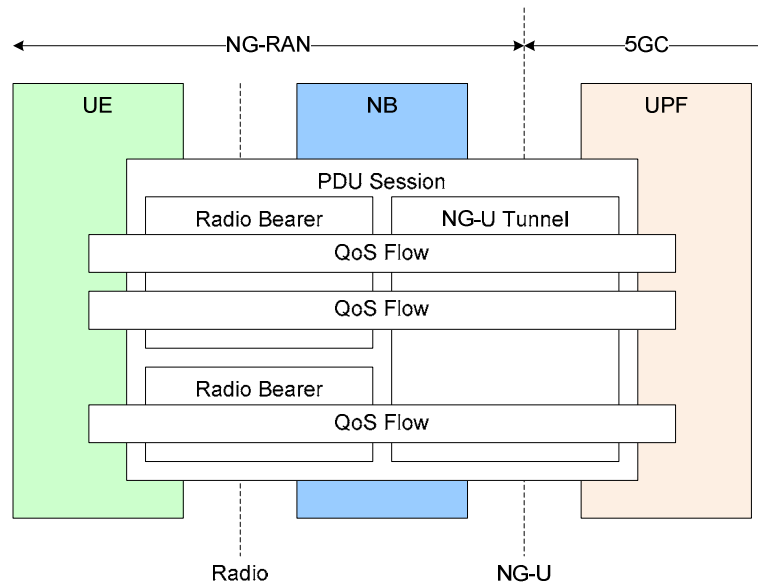 NG-RAN
5GC
UE
NB
UPF
PDU Session
Radio Bearer
NG-U Tunnel
QoS Flow
QoS Flow
Radio Bearer
QoS Flow
Radio
NG-U